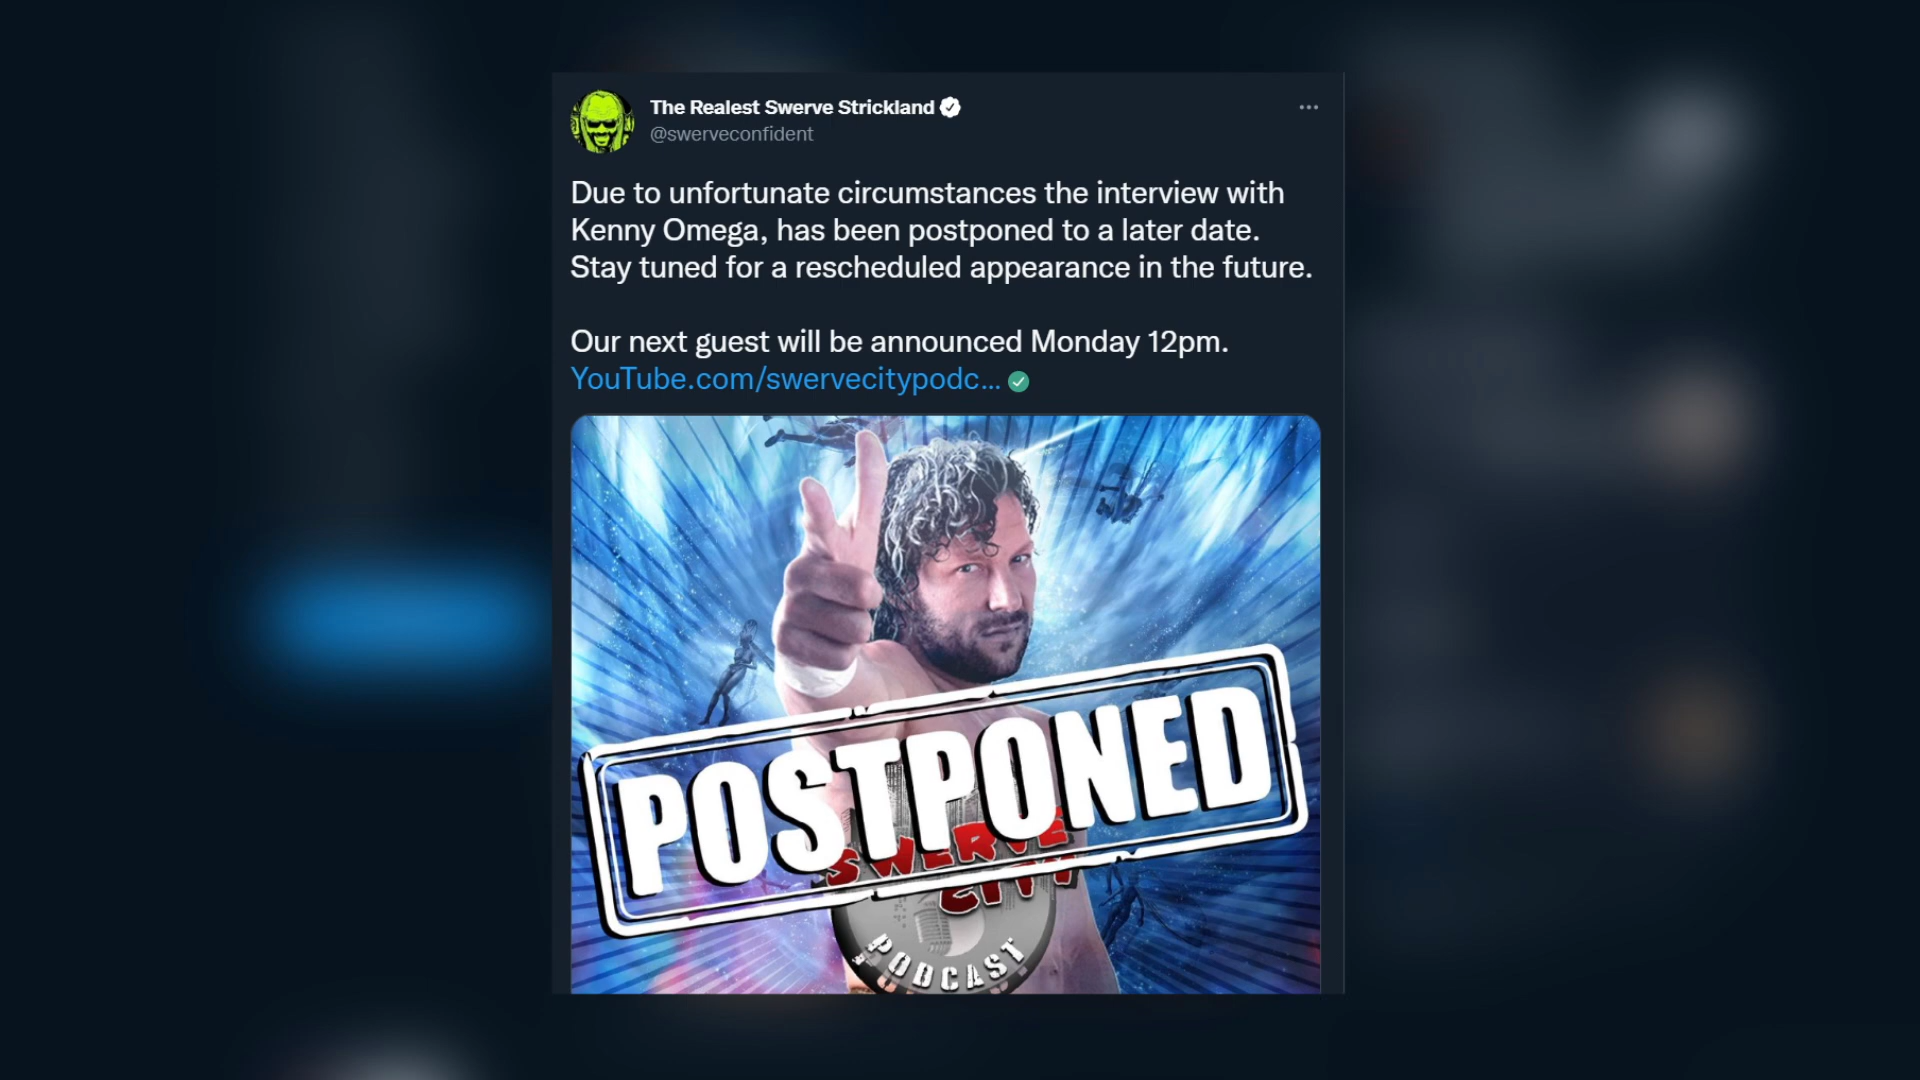 The Realest Swerve Strickland
@swerveconfident
Due to unfortunate circumstances the interview with
Kenny Omega, has been postponed to a later date.
Stay tuned for a rescheduled appearance in the future.
Our next guest will be announced Monday 12pm.
YouTube.com/swervecitypodc...
POSTPONED
SWERVE
CITY
PODCAST